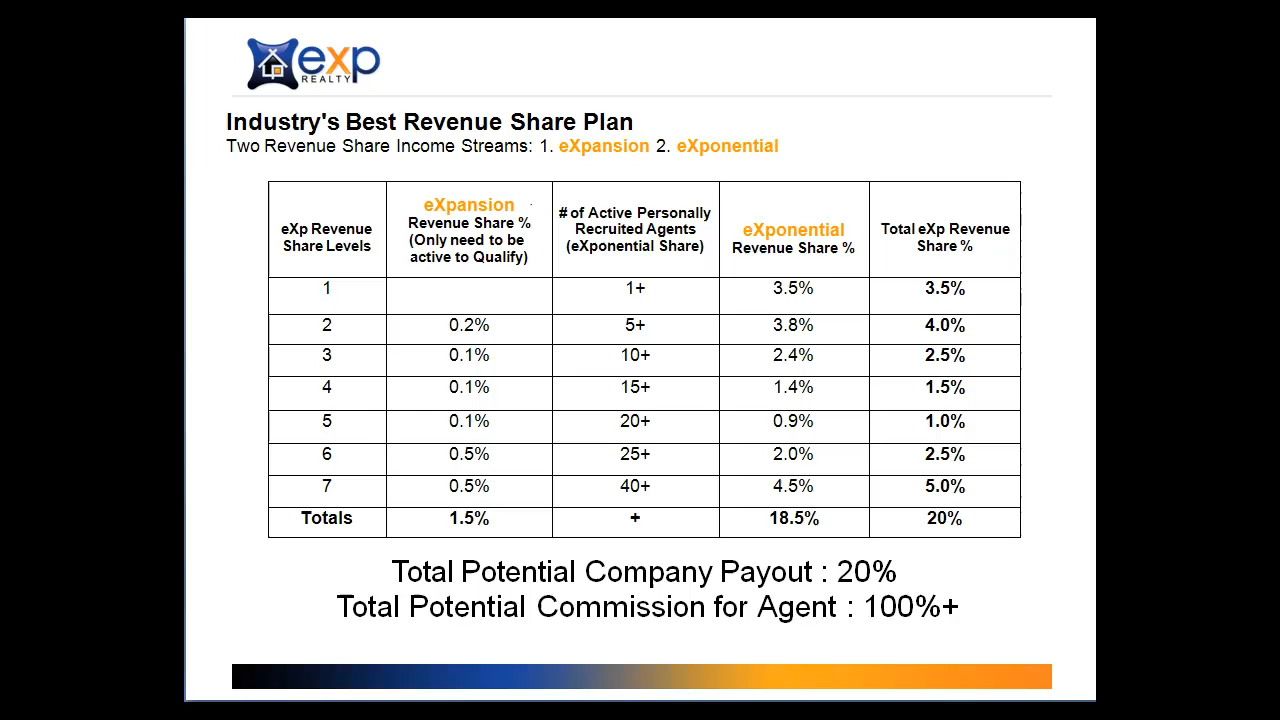 exp
REALTY
Industry's Best Revenue Share Plan
Two Revenue Share Income Streams: 1. eXpansion 2. eXponential
eXp Revenue
Share Levels
eXpansion
Revenue Share %
(Only need to be
active to Qualify)
# of Active Personally
Recruited Agents
(eXponential Share)
eXponential
Revenue Share %
Total eXp Revenue
Share %
1 1+ 3.5% 3.5%
2 0.2% 5+ 3.8% 4.0%
3 0.1% 10+ 2.4% 2.5%
4 0.1% 15+ 1.4% 1.5%
5 0.1% 20+ 0.9% 1.0%
6 0.5% 25+ 2.0% 2.5%
7 0.5% 40+ 4.5% 5.0%
Totals 1.5% + 18.5% 20%
Total Potential Company Payout : 20%
Total Potential Commission for Agent : 100%+